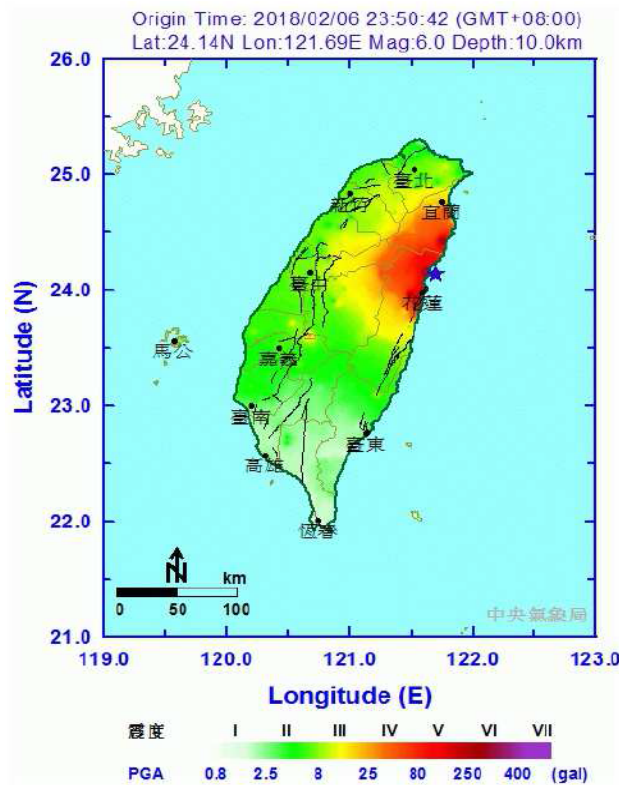 Origin Time: 2018/02/06 23:50:42 (GMT+08:00)
Lat:24.14N Lon:121.69E Mag:6.0 Depth:10.0km
26.0
25.0
24.0
23.0
22.0
21.0
Latitude (N)
臺北
新竹
宜蘭
臺中
花蓮
馬公
嘉義
臺南
臺東
高雄
恆春
N
km
0 50 100
中央氣象局
119.0 120.0 121.0 122.0 123.0
Longitude (E)
震度 I II III IV V VI VII
PGA 0.8 2.5 8 25 80 250 400 (gal)